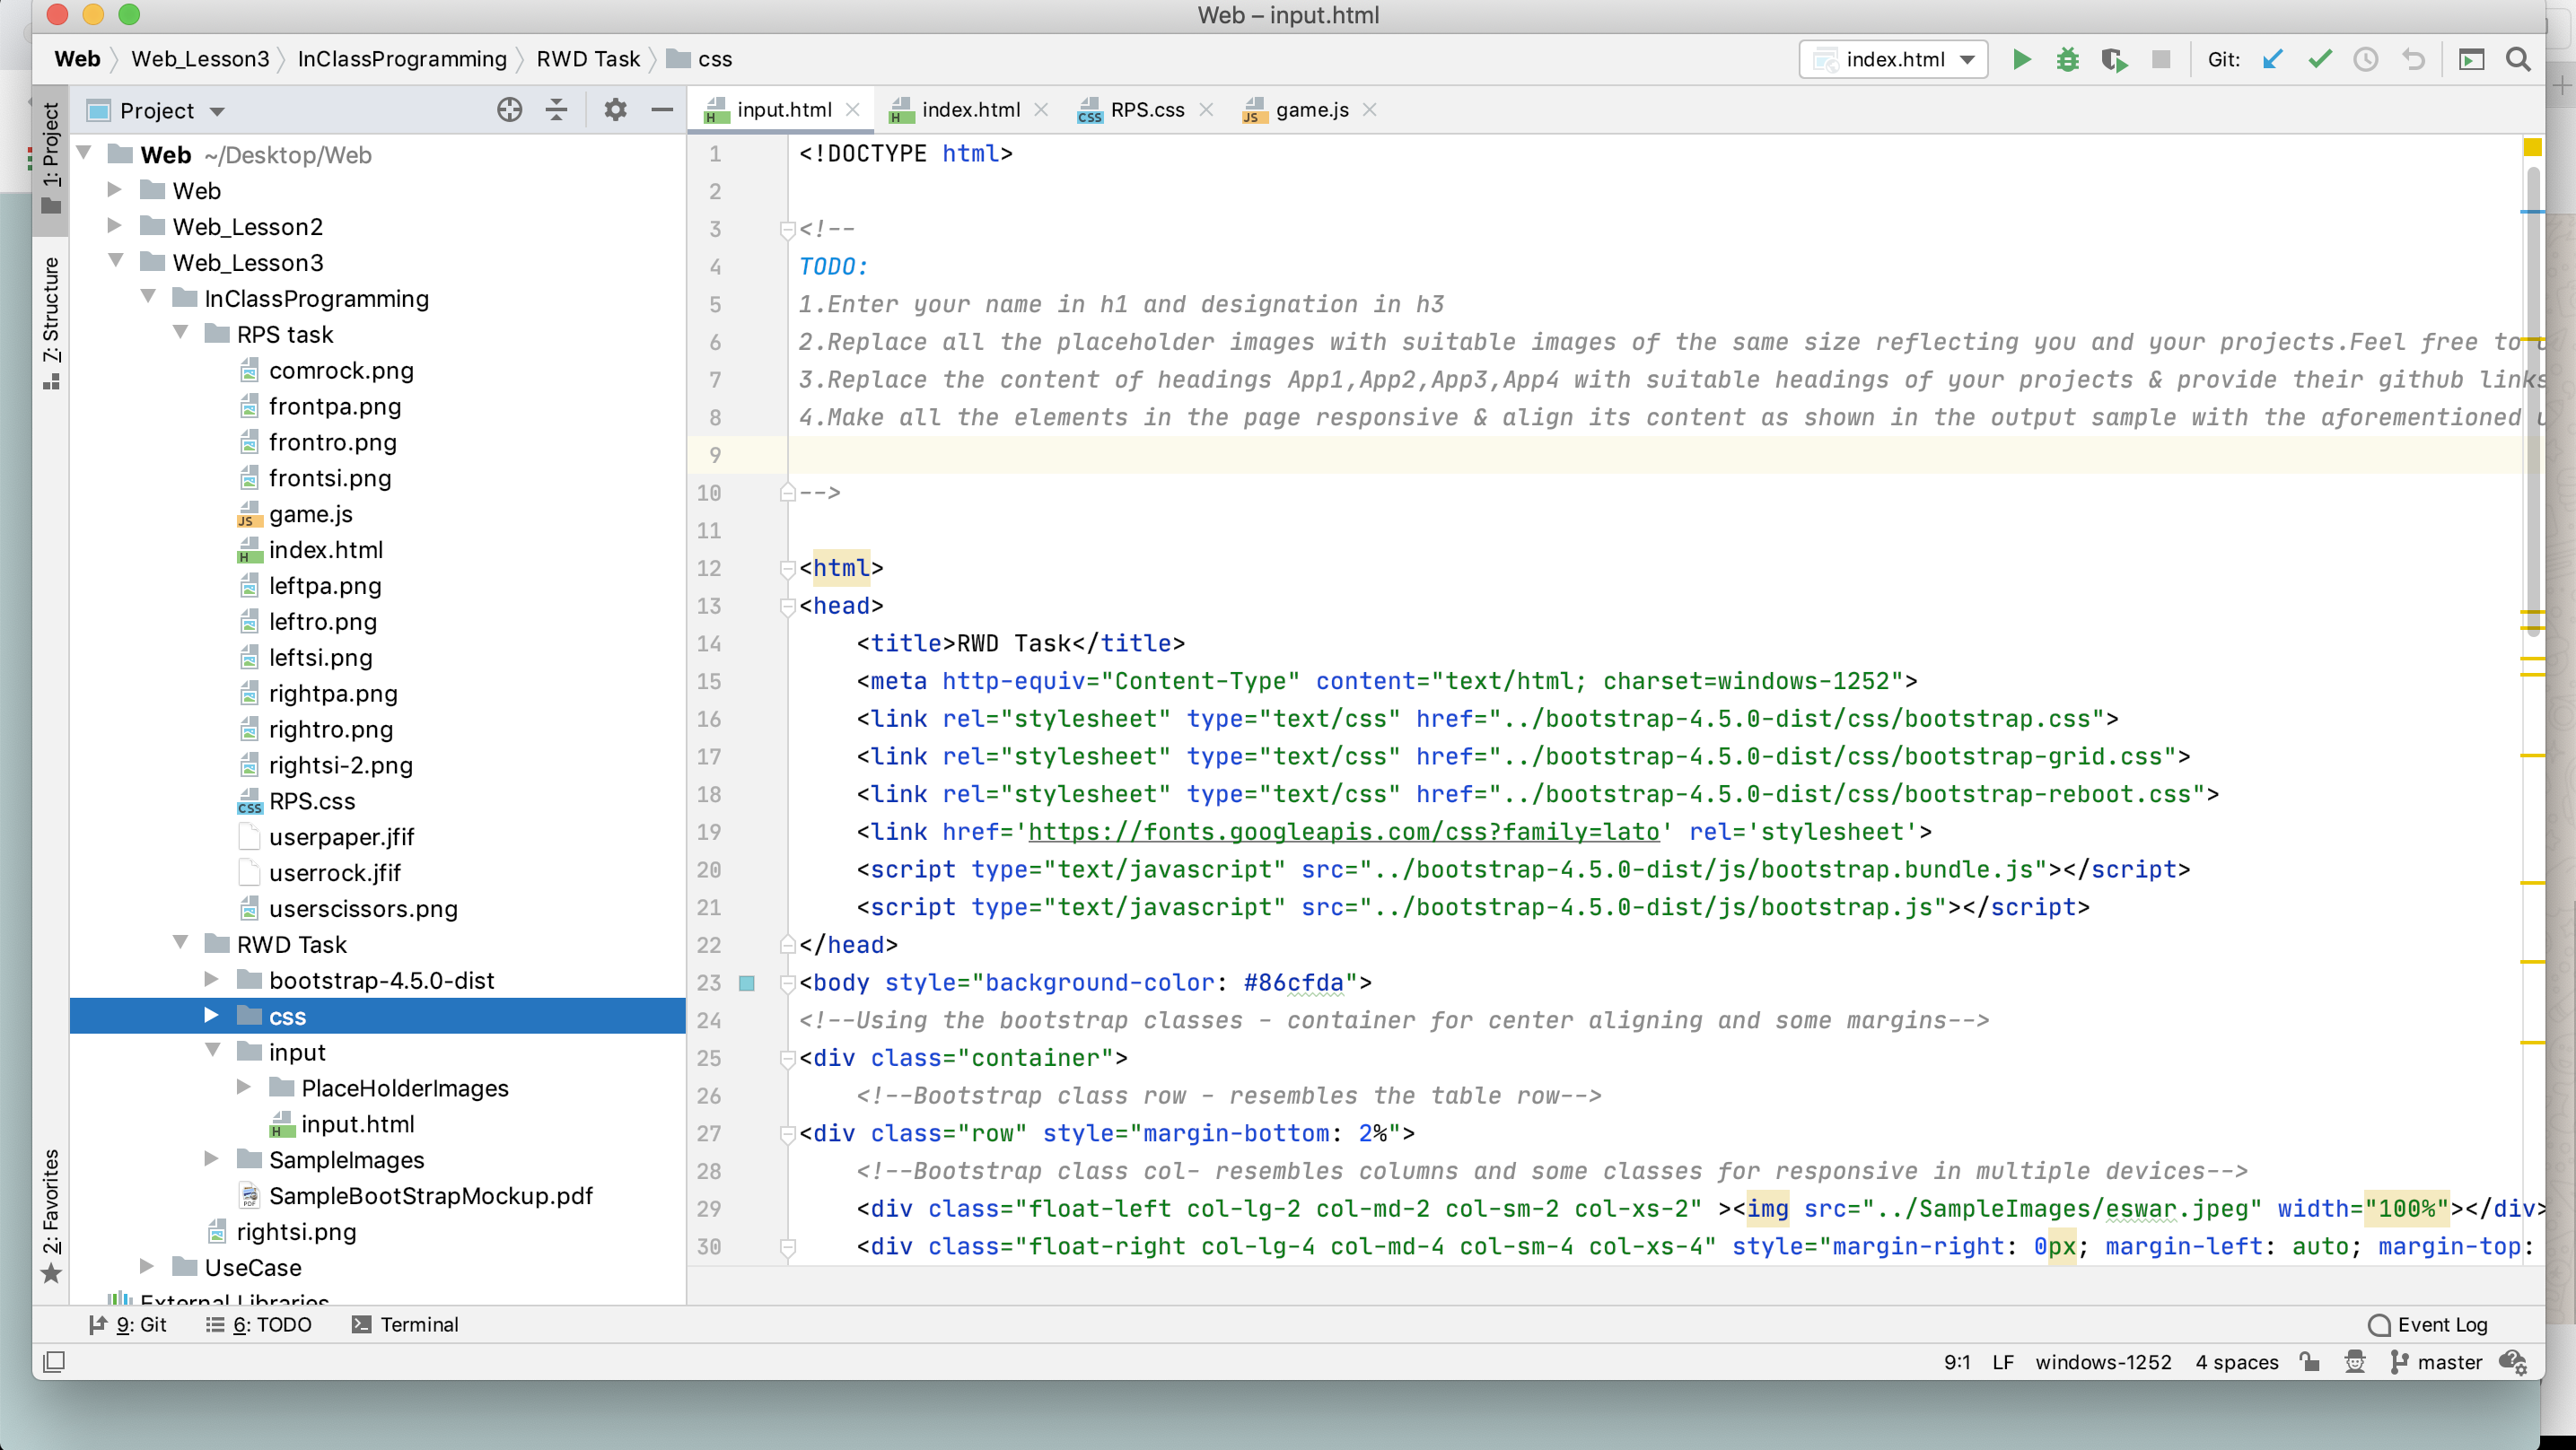 Web – input.html
Web Web_Lesson3 InClassProgramming RWD Task css
index.html Git:
1: Project
7: Structure
2: Favorites
Project
Web ~/Desktop/Web
Web
Web_Lesson2
Web_Lesson3
InClassProgramming
RPS task
comrock.png
frontpa.png
frontro.png
frontsi.png
game.js
index.html
leftpa.png
leftro.png
leftsi.png
rightpa.png
rightro.png
rightsi-2.png
RPS.css
userpaper.jfif
userrock.jfif
userscissors.png
RWD Task
bootstrap-4.5.0-dist
css
input
PlaceHolderImages
input.html
SampleImages
SampleBootStrapMockup.pdf
rightsi.png
UseCase
External Libraries
input.html index.html RPS.css game.js
1 <!DOCTYPE html>
2
3 <!--
4 TODO:
5 1.Enter your name in h1 and designation in h3
6 2.Replace all the placeholder images with suitable images of the same size reflecting you and your projects.Feel free to
7 3.Replace the content of headings App1,App2,App3,App4 with suitable headings of your projects & provide their github links
8 4.Make all the elements in the page responsive & align its content as shown in the output sample with the aforementioned
9
10 -->
11
12 <html>
13 <head>
14 <title>RWD Task</title>
15 <meta http-equiv="Content-Type" content="text/html; charset=windows-1252">
16 <link rel="stylesheet" type="text/css" href="../bootstrap-4.5.0-dist/css/bootstrap.css">
17 <link rel="stylesheet" type="text/css" href="../bootstrap-4.5.0-dist/css/bootstrap-grid.css">
18 <link rel="stylesheet" type="text/css" href="../bootstrap-4.5.0-dist/css/bootstrap-reboot.css">
19 <link href='https://fonts.googleapis.com/css?family=lato' rel='stylesheet'>
20 <script type="text/javascript" src="../bootstrap-4.5.0-dist/js/bootstrap.bundle.js"></script>
21 <script type="text/javascript" src="../bootstrap-4.5.0-dist/js/bootstrap.js"></script>
22 </head>
23 <body style="background-color: #86cfda">
24 <!--Using the bootstrap classes - container for center aligning and some margins-->
25 <div class="container">
26 <!--Bootstrap class row - resembles the table row-->
27 <div class="row" style="margin-bottom: 2%">
28 <!--Bootstrap class col- resembles columns and some classes for responsive in multiple devices-->
29 <div class="float-left col-lg-2 col-md-2 col-sm-2 col-xs-2" ><img src="../SampleImages/eswar.jpeg" width="100%"></div>
30 <div class="float-right col-lg-4 col-md-4 col-sm-4 col-xs-4" style="margin-right: 0px; margin-left: auto; margin-top:
9: Git 6: TODO Terminal Event Log
9:1 LF windows-1252 4 spaces master